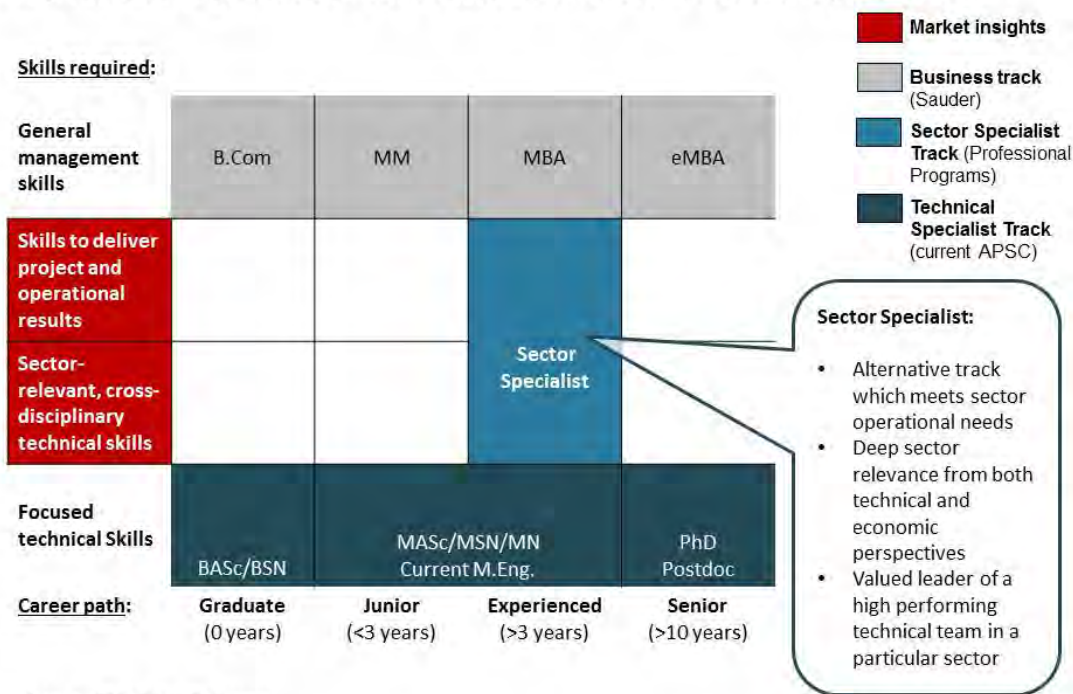 Market insights
Skills required:
Business track
(Sauder)
General
management
skills
B.Com
MM
MBA
eMBA
Sector Specialist
Track (Professional
Programs)
Technical
Specialist Track
(current APSC)
Skills to deliver
project and
operational
results
Sector-
relevant, cross-
disciplinary
technical skills
Sector
Specialist
Sector Specialist:
• Alternative track
which meets sector
operational needs
• Deep sector
relevance from both
technical and
economic
perspectives
• Valued leader of a
high performing
technical team in a
particular sector
Focused
technical Skills
BASc/BSN
MASc/MSN/MN
Current M.Eng.
PhD
Postdoc
Career path:
Graduate
(0 years)
Junior
(<3 years)
Experienced
(>3 years)
Senior
(>10 years)